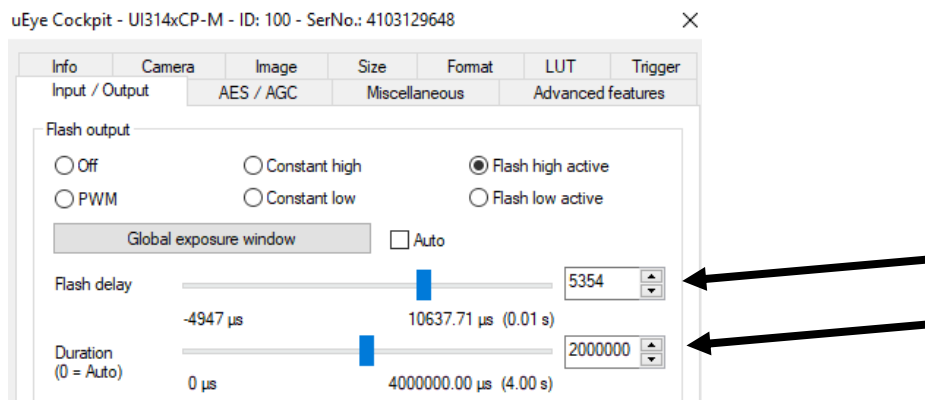 uEye Cockpit - UI314xCP-M - ID: 100 - SerNo.: 4103129648
Info Camera Image Size Format LUT Trigger
Input / Output AES / AGC Miscellaneous Advanced features
Flash output
Off Constant high Flash high active
PWM Constant low Flash low active
Global exposure window Auto
Flash delay 5354
-4947 µs 10637.71 µs (0.01 s)
Duration 2000000
(0 = Auto)
0 µs 4000000.00 µs (4.00 s)